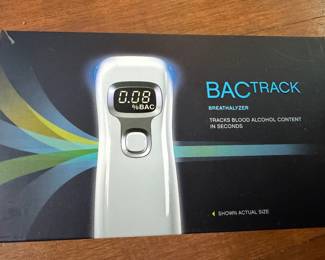 0.08
%BAC
BACTRACK
BREATHALYZER
TRACKS BLOOD ALCOHOL CONTENT
IN SECONDS
SHOWN ACTUAL SIZE